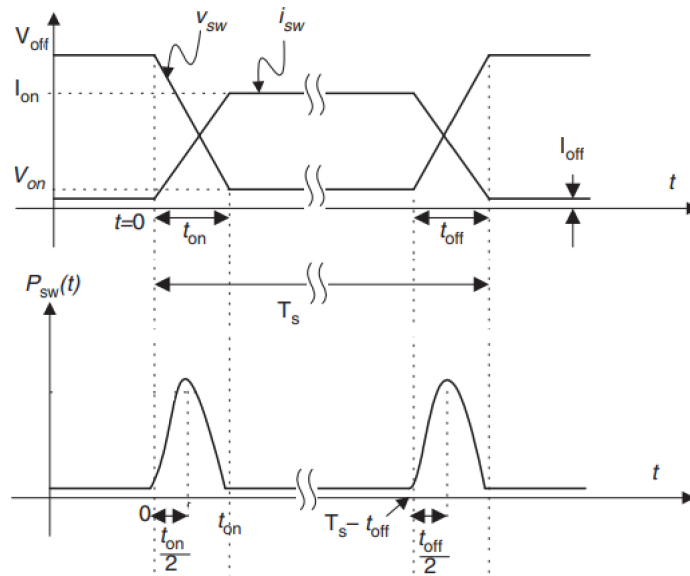 v_sw i_sw
V_off
I_on
V_on
I_off
t=0 t_on t_off t
P_sw(t)
T_s
t
0 t_on/2 t_on T_s – t_off t_off/2